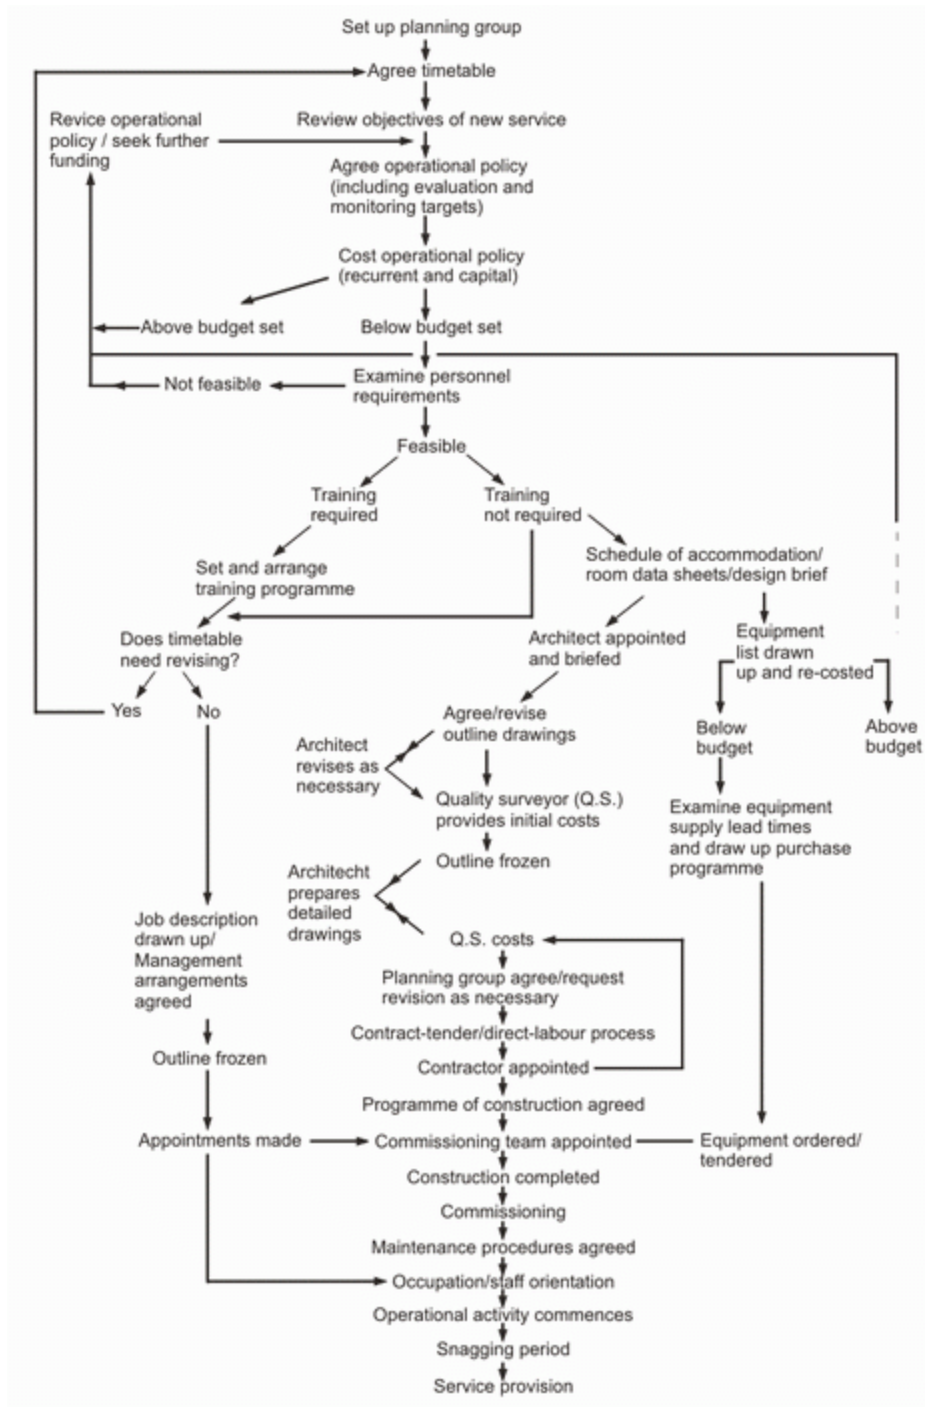 Set up planning group
Agree timetable
Revice operational
policy / seek further
funding
Review objectives of new service
Agree operational policy
(including evaluation and
monitoring targets)
Cost operational policy
(recurrent and capital)
Above budget set
Below budget set
Not feasible
Examine personnel
requirements
Feasible
Training
required
Training
not required
Set and arrange
training programme
Schedule of accommodation/
room data sheets/design brief
Does timetable
need revising?
Architect appointed
and briefed
Equipment
list drawn
up and re-costed
Yes
No
Agree/revise
outline drawings
Below
budget
Above
budget
Architect
revises as
necessary
Quality surveyor (Q.S.)
provides initial costs
Examine equipment
supply lead times
and draw up purchase
programme
Outline frozen
Architecht
prepares
detailed
drawings
Job description
drawn up/
Management
arrangements
agreed
Q.S. costs
Planning group agree/request
revision as necessary
Contract-tender/direct-labour process
Outline frozen
Contractor appointed
Programme of construction agreed
Appointments made
Commissioning team appointed
Equipment ordered/
tendered
Construction completed
Commissioning
Maintenance procedures agreed
Occupation/staff orientation
Operational activity commences
Snagging period
Service provision